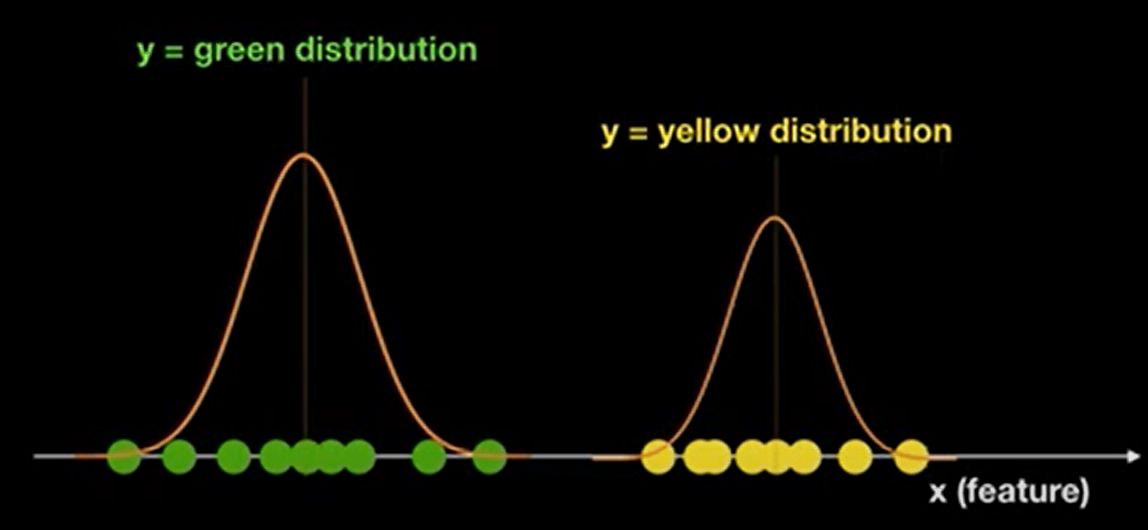 y = green distribution
y = yellow distribution
x (feature)